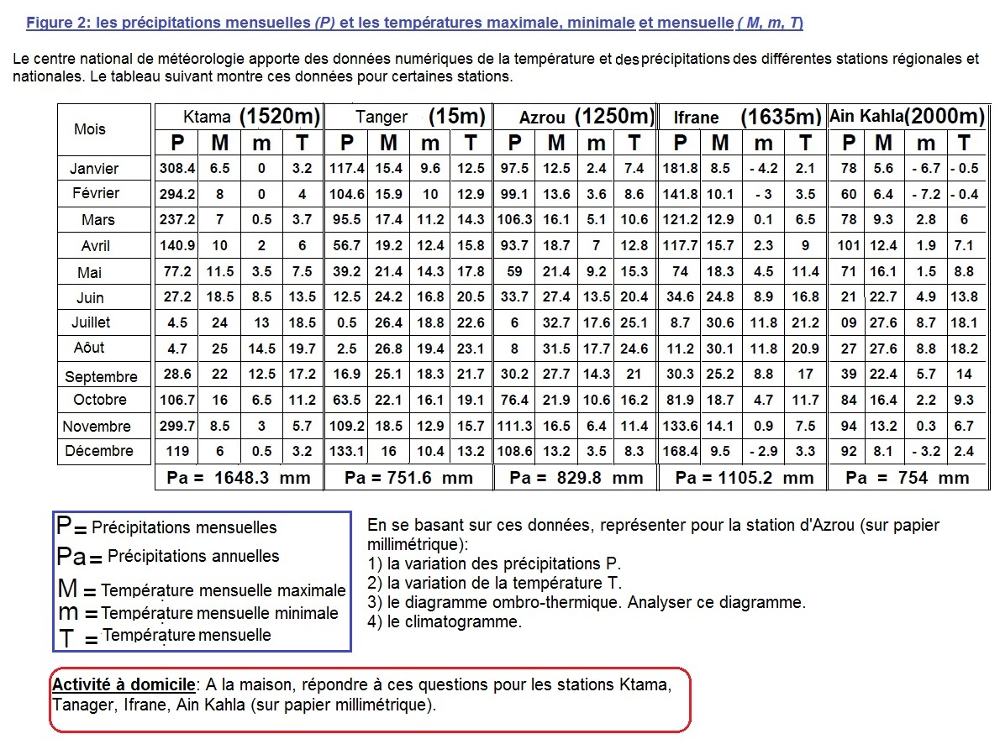 Figure 2: les précipitations mensuelles (P) et les températures maximale, minimale et mensuelle ( M, m, T)
Le centre national de météorologie apporte des données numériques de la température et des précipitations des différentes stations régionales et
nationales. Le tableau suivant montre ces données pour certaines stations.
Mois Ktama (1520m) Tanger (15m) Azrou (1250m) Ifrane (1635m) Ain Kahla(2000m)
P M m T P M m T P M m T P M m T P M m T
Janvier 308.4 6.5 0 3.2 117.4 15.4 9.6 12.5 97.5 12.5 2.4 7.4 181.8 8.5 - 4.2 2.1 78 5.6 - 6.7 - 0.5
Février 294.2 8 0 4 104.6 15.9 10 12.9 99.1 13.6 3.6 8.6 141.8 10.1 - 3 3.5 60 6.4 - 7.2 - 0.4
Mars 237.2 7 0.5 3.7 95.5 17.4 11.2 14.3 106.3 16.1 5.1 10.6 121.2 12.9 0.1 6.5 78 9.3 2.8 6
Avril 140.9 10 2 6 56.7 19.2 12.4 15.8 93.7 18.7 7 12.8 117.7 15.7 2.3 9 101 12.4 1.9 7.1
Mai 77.2 11.5 3.5 7.5 39.2 21.4 14.3 17.8 59 21.4 9.2 15.3 74 18.3 4.5 11.4 71 16.1 1.5 8.8
Juin 27.2 18.5 8.5 13.5 12.5 24.2 16.8 20.5 33.7 27.4 13.5 20.4 34.6 24.8 8.9 16.8 21 22.7 4.9 13.8
Juillet 4.5 24 13 18.5 0.5 26.4 18.8 22.6 6 32.7 17.6 25.1 8.7 30.6 11.8 21.2 09 27.6 8.7 18.1
Aôut 4.7 25 14.5 19.7 2.5 26.8 19.4 23.1 8 31.5 17.7 24.6 11.2 30.1 11.8 20.9 27 27.6 8.8 18.2
Septembre 28.6 22 12.5 17.2 16.9 25.1 18.3 21.7 30.2 27.7 14.3 21 30.3 25.2 8.8 17 39 22.4 5.7 14
Octobre 106.7 16 6.5 11.2 63.5 22.1 16.1 19.1 76.4 21.9 10.6 16.2 81.9 18.7 4.7 11.7 84 16.4 2.2 9.3
Novembre 299.7 8.5 3 5.7 109.2 18.5 12.9 15.7 111.3 16.5 6.4 11.4 133.6 14.1 0.9 7.5 94 13.2 0.3 6.7
Décembre 119 6 0.5 3.2 133.1 16 10.4 13.2 108.6 13.2 3.5 8.3 168.4 9.5 - 2.9 3.3 92 8.1 - 3.2 2.4
Pa = 1648.3 mm Pa = 751.6 mm Pa = 829.8 mm Pa = 1105.2 mm Pa = 754 mm
P = Précipitations mensuelles
Pa = Précipitations annuelles
M = Température mensuelle maximale
m = Température mensuelle minimale
T = Température mensuelle
En se basant sur ces données, représenter pour la station d'Azrou (sur papier
millimétrique):
1) la variation des précipitations P.
2) la variation de la température T.
3) le diagramme ombro-thermique. Analyser ce diagramme.
4) le climatogramme.
Activité à domicile: A la maison, répondre à ces questions pour les stations Ktama,
Tanager, Ifrane, Ain Kahla (sur papier millimétrique).